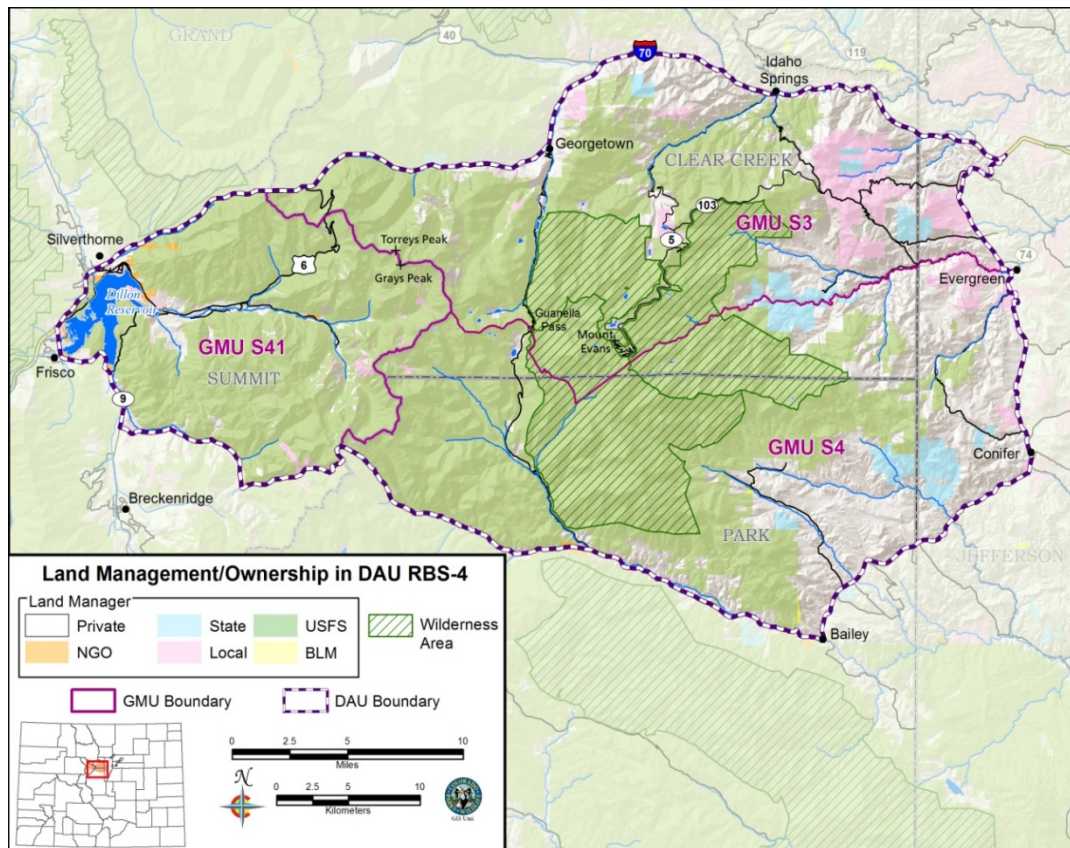 GRAND
40
70
119
Idaho
Springs
Georgetown
CLEAR CREEK
103
GMU S3
5
Silverthorne
6
Torreys Peak
Grays Peak
74
Evergreen
Dillon
Reservoir
Guanella
Pass
Mount
Evans
GMU S41
SUMMIT
Frisco
9
GMU S4
Conifer
Breckenridge
PARK
JEFFERSON
Bailey
Land Management/Ownership in DAU RBS-4
Land Manager
Private
State
USFS
Wilderness
Area
NGO
Local
BLM
GMU Boundary
DAU Boundary
0 2.5 5 10
Miles
N
0 2.5 5 10
Kilometers
GIS Unit